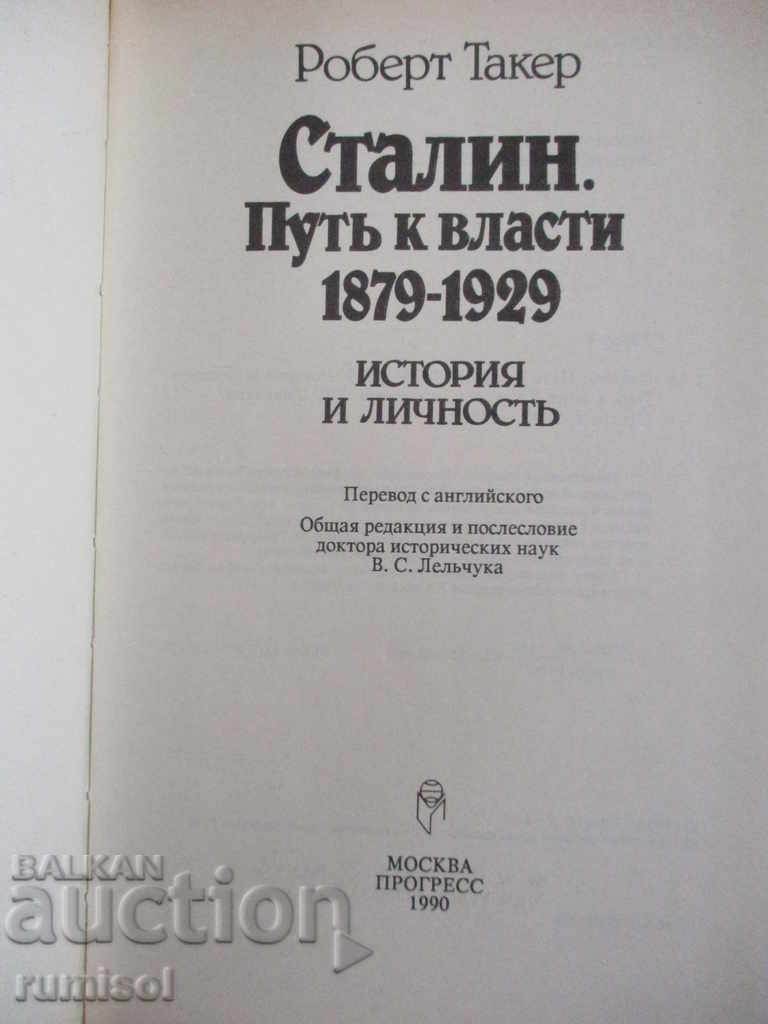 Роберт Такер
Сталин.
Путь к власти
1879-1929
ИСТОРИЯ
И ЛИЧНОСТЬ
Перевод с английского
Общая редакция и послесловие
доктора исторических наук
В. С. Лельчука
МОСКВА
ПРОГРЕСС
1990
BALKAN
auction
rumisol